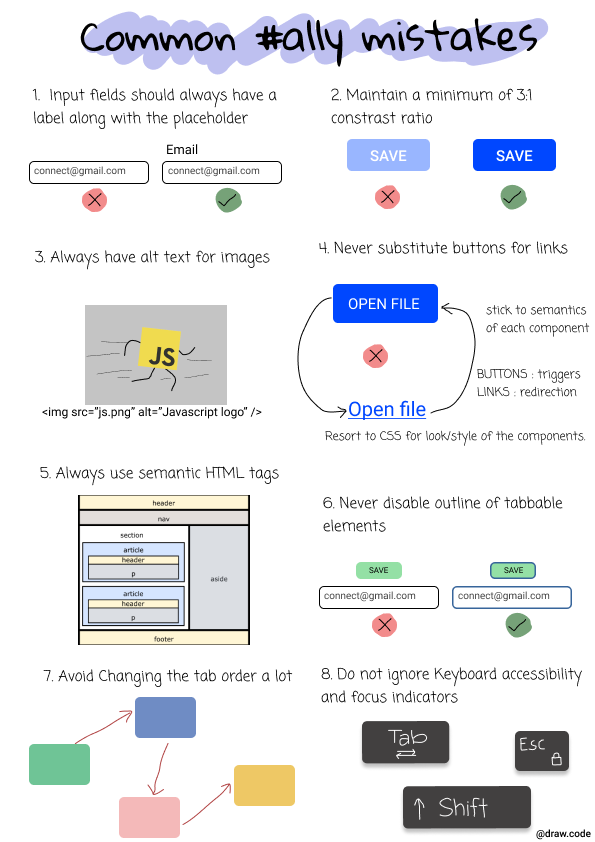 Common #a11y mistakes
1. Input fields should always have a
label along with the placeholder
Email
connect@gmail.com
connect@gmail.com
2. Maintain a minimum of 3:1
constrast ratio
SAVE
SAVE
3. Always have alt text for images
JS
<img src="js.png" alt="Javascript logo" />
4. Never substitute buttons for links
OPEN FILE
stick to semantics
of each component
BUTTONS : triggers
LINKS : redirection
Open file
Resort to CSS for look/style of the components.
5. Always use semantic HTML tags
header
nav
section
article
header
p
aside
article
header
p
footer
6. Never disable outline of tabbable
elements
SAVE
SAVE
connect@gmail.com
connect@gmail.com
7. Avoid Changing the tab order a lot
8. Do not ignore Keyboard accessibility
and focus indicators
Tab
Esc
Shift
@draw.code